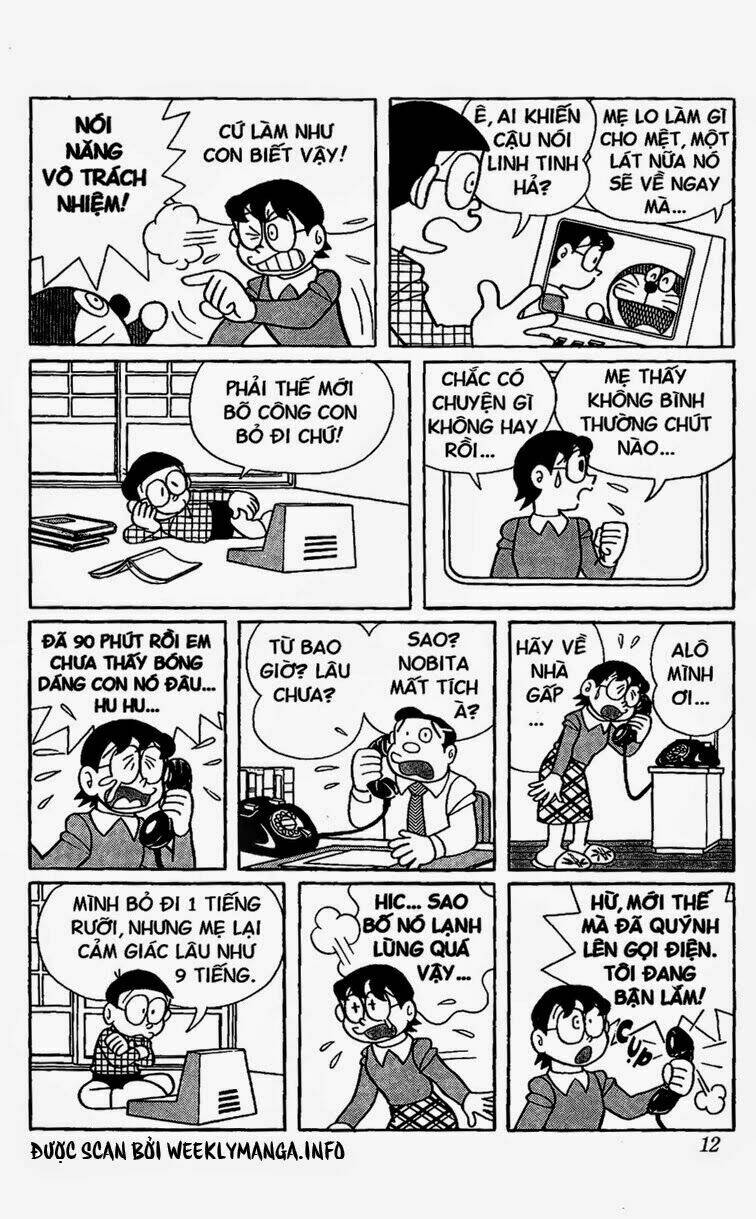 MẸ LO LÀM GÌ
CHO MỆT, MỘT
LÁT NỮA NÓ
SẼ VỀ NGAY
MÀ...
Ê, AI KHIẾN
CẬU NÓI
LINH TINH
HẢ?
CỨ LÀM NHƯ
CON BIẾT VẬY!
NÓI
NĂNG
VÔ TRÁCH
NHIỆM!
MẸ THẤY
KHÔNG BÌNH
THƯỜNG CHÚT
NÀO...
CHẮC CÓ
CHUYỆN GÌ
KHÔNG HAY
RỒI...
PHẢI THẾ MỚI
BÕ CÔNG CON
BỎ ĐI CHỨ!
ALÔ
MÌNH
ƠI...
HÃY VỀ
NHÀ
GẤP
...
SAO?
NOBITA
MẤT TÍCH
À?
TỪ BAO
GIỜ? LÂU
CHƯA?
ĐÃ 90 PHÚT RỒI EM
CHƯA THẤY BÓNG
DÁNG CON NÓ ĐÂU...
HU HU...
HỪ, MỚI THẾ
MÀ ĐÃ QUÝNH
LÊN GỌI ĐIỆN.
TÔI ĐANG
BẬN LẮM!
CỤP
HIC... SAO
BỐ NÓ LẠNH
LÙNG QUÁ
VẬY...
MÌNH BỎ ĐI 1 TIẾNG
RƯỠI, NHƯNG MẸ LẠI
CẢM GIÁC LÂU NHƯ
9 TIẾNG.
ĐƯỢC SCAN BỞI WEEKLYMANGA.INFO
12